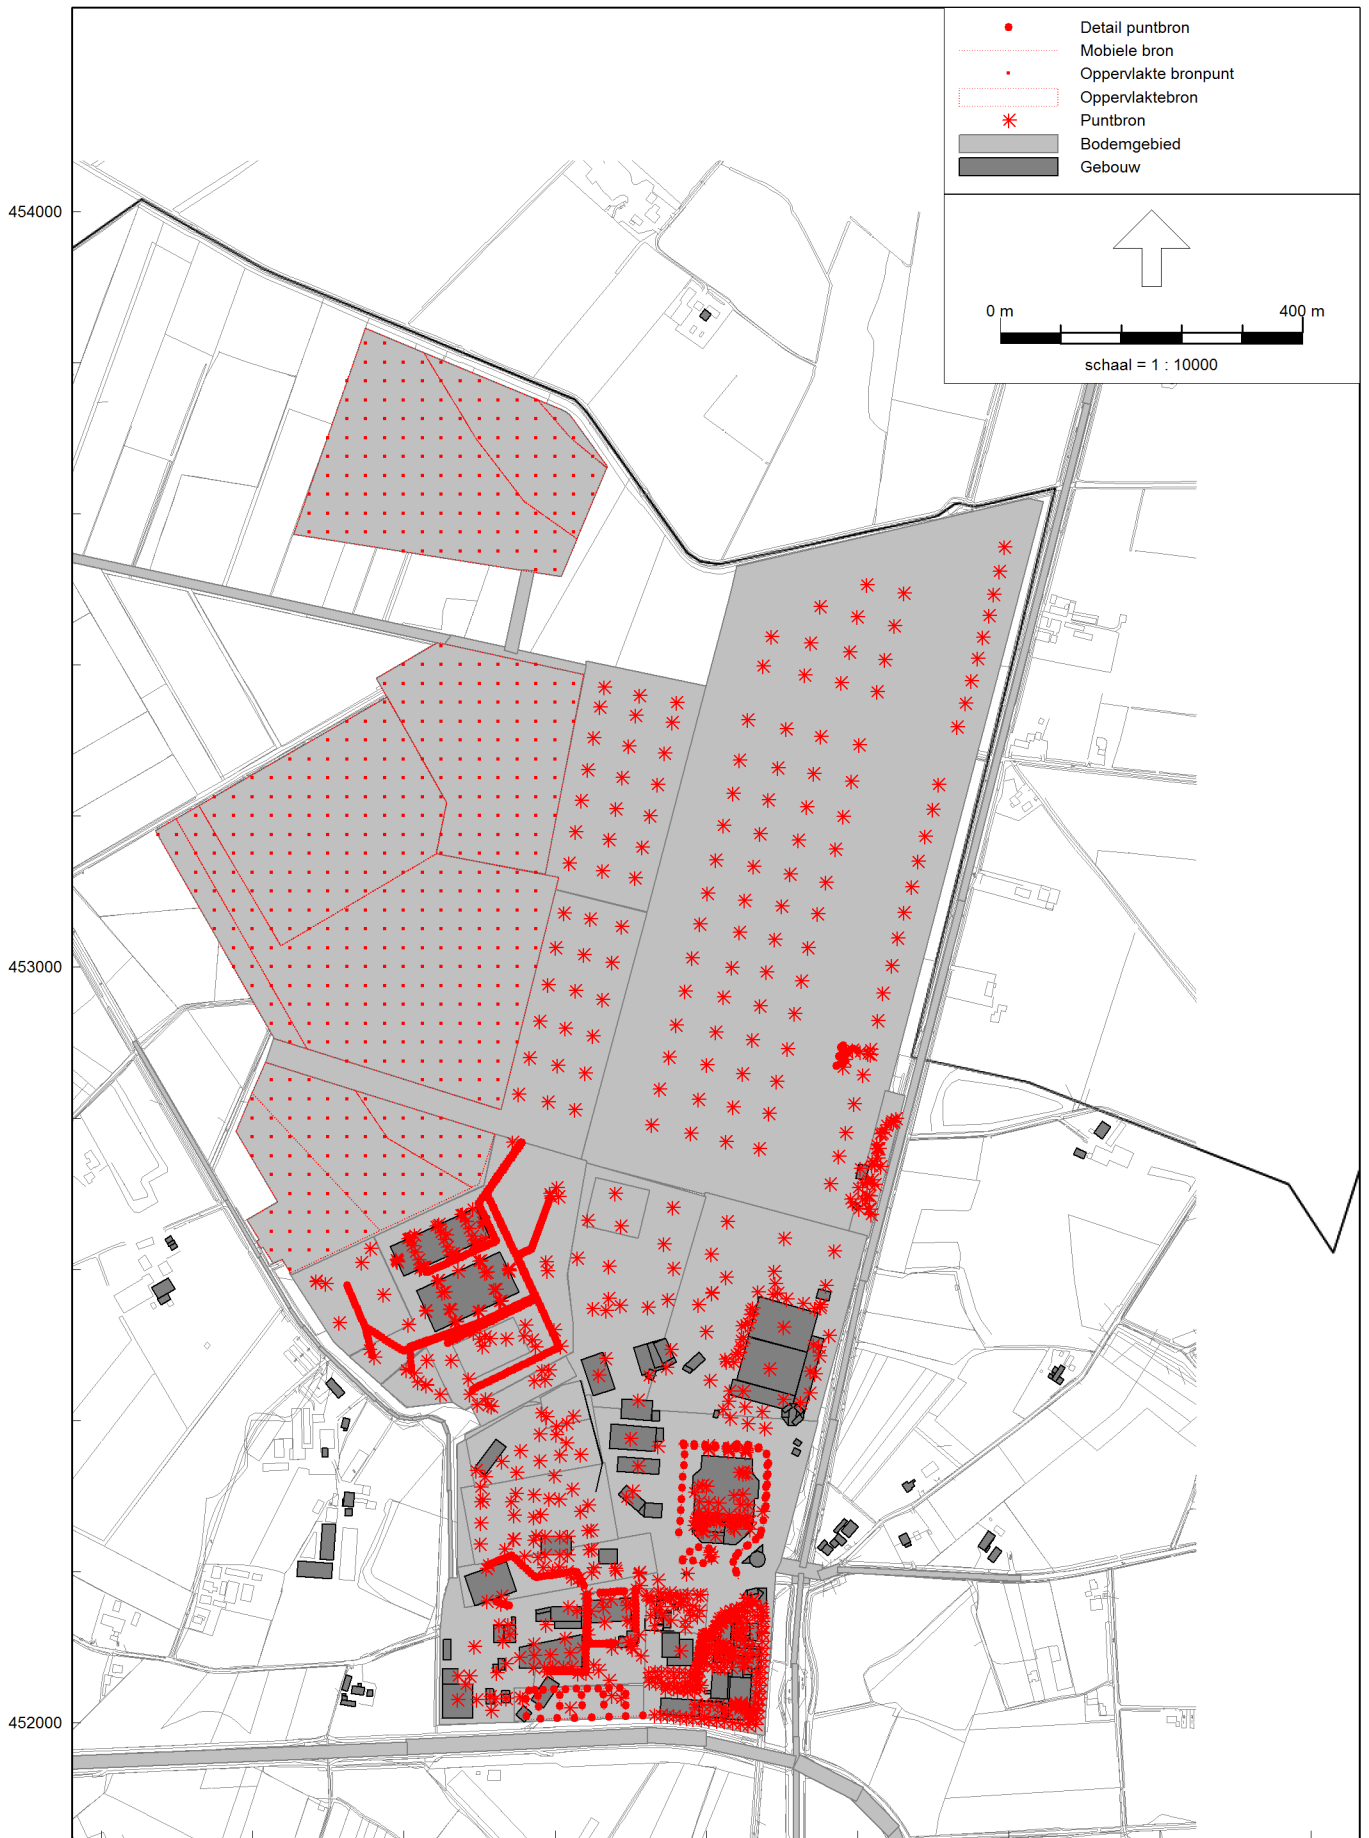 Detail puntbron
Mobiele bron
Oppervlakte bronpunt
Oppervlaktebron
Puntbron
Bodemgebied
Gebouw
454000
0 m 400 m
schaal = 1 : 10000
453000
452000